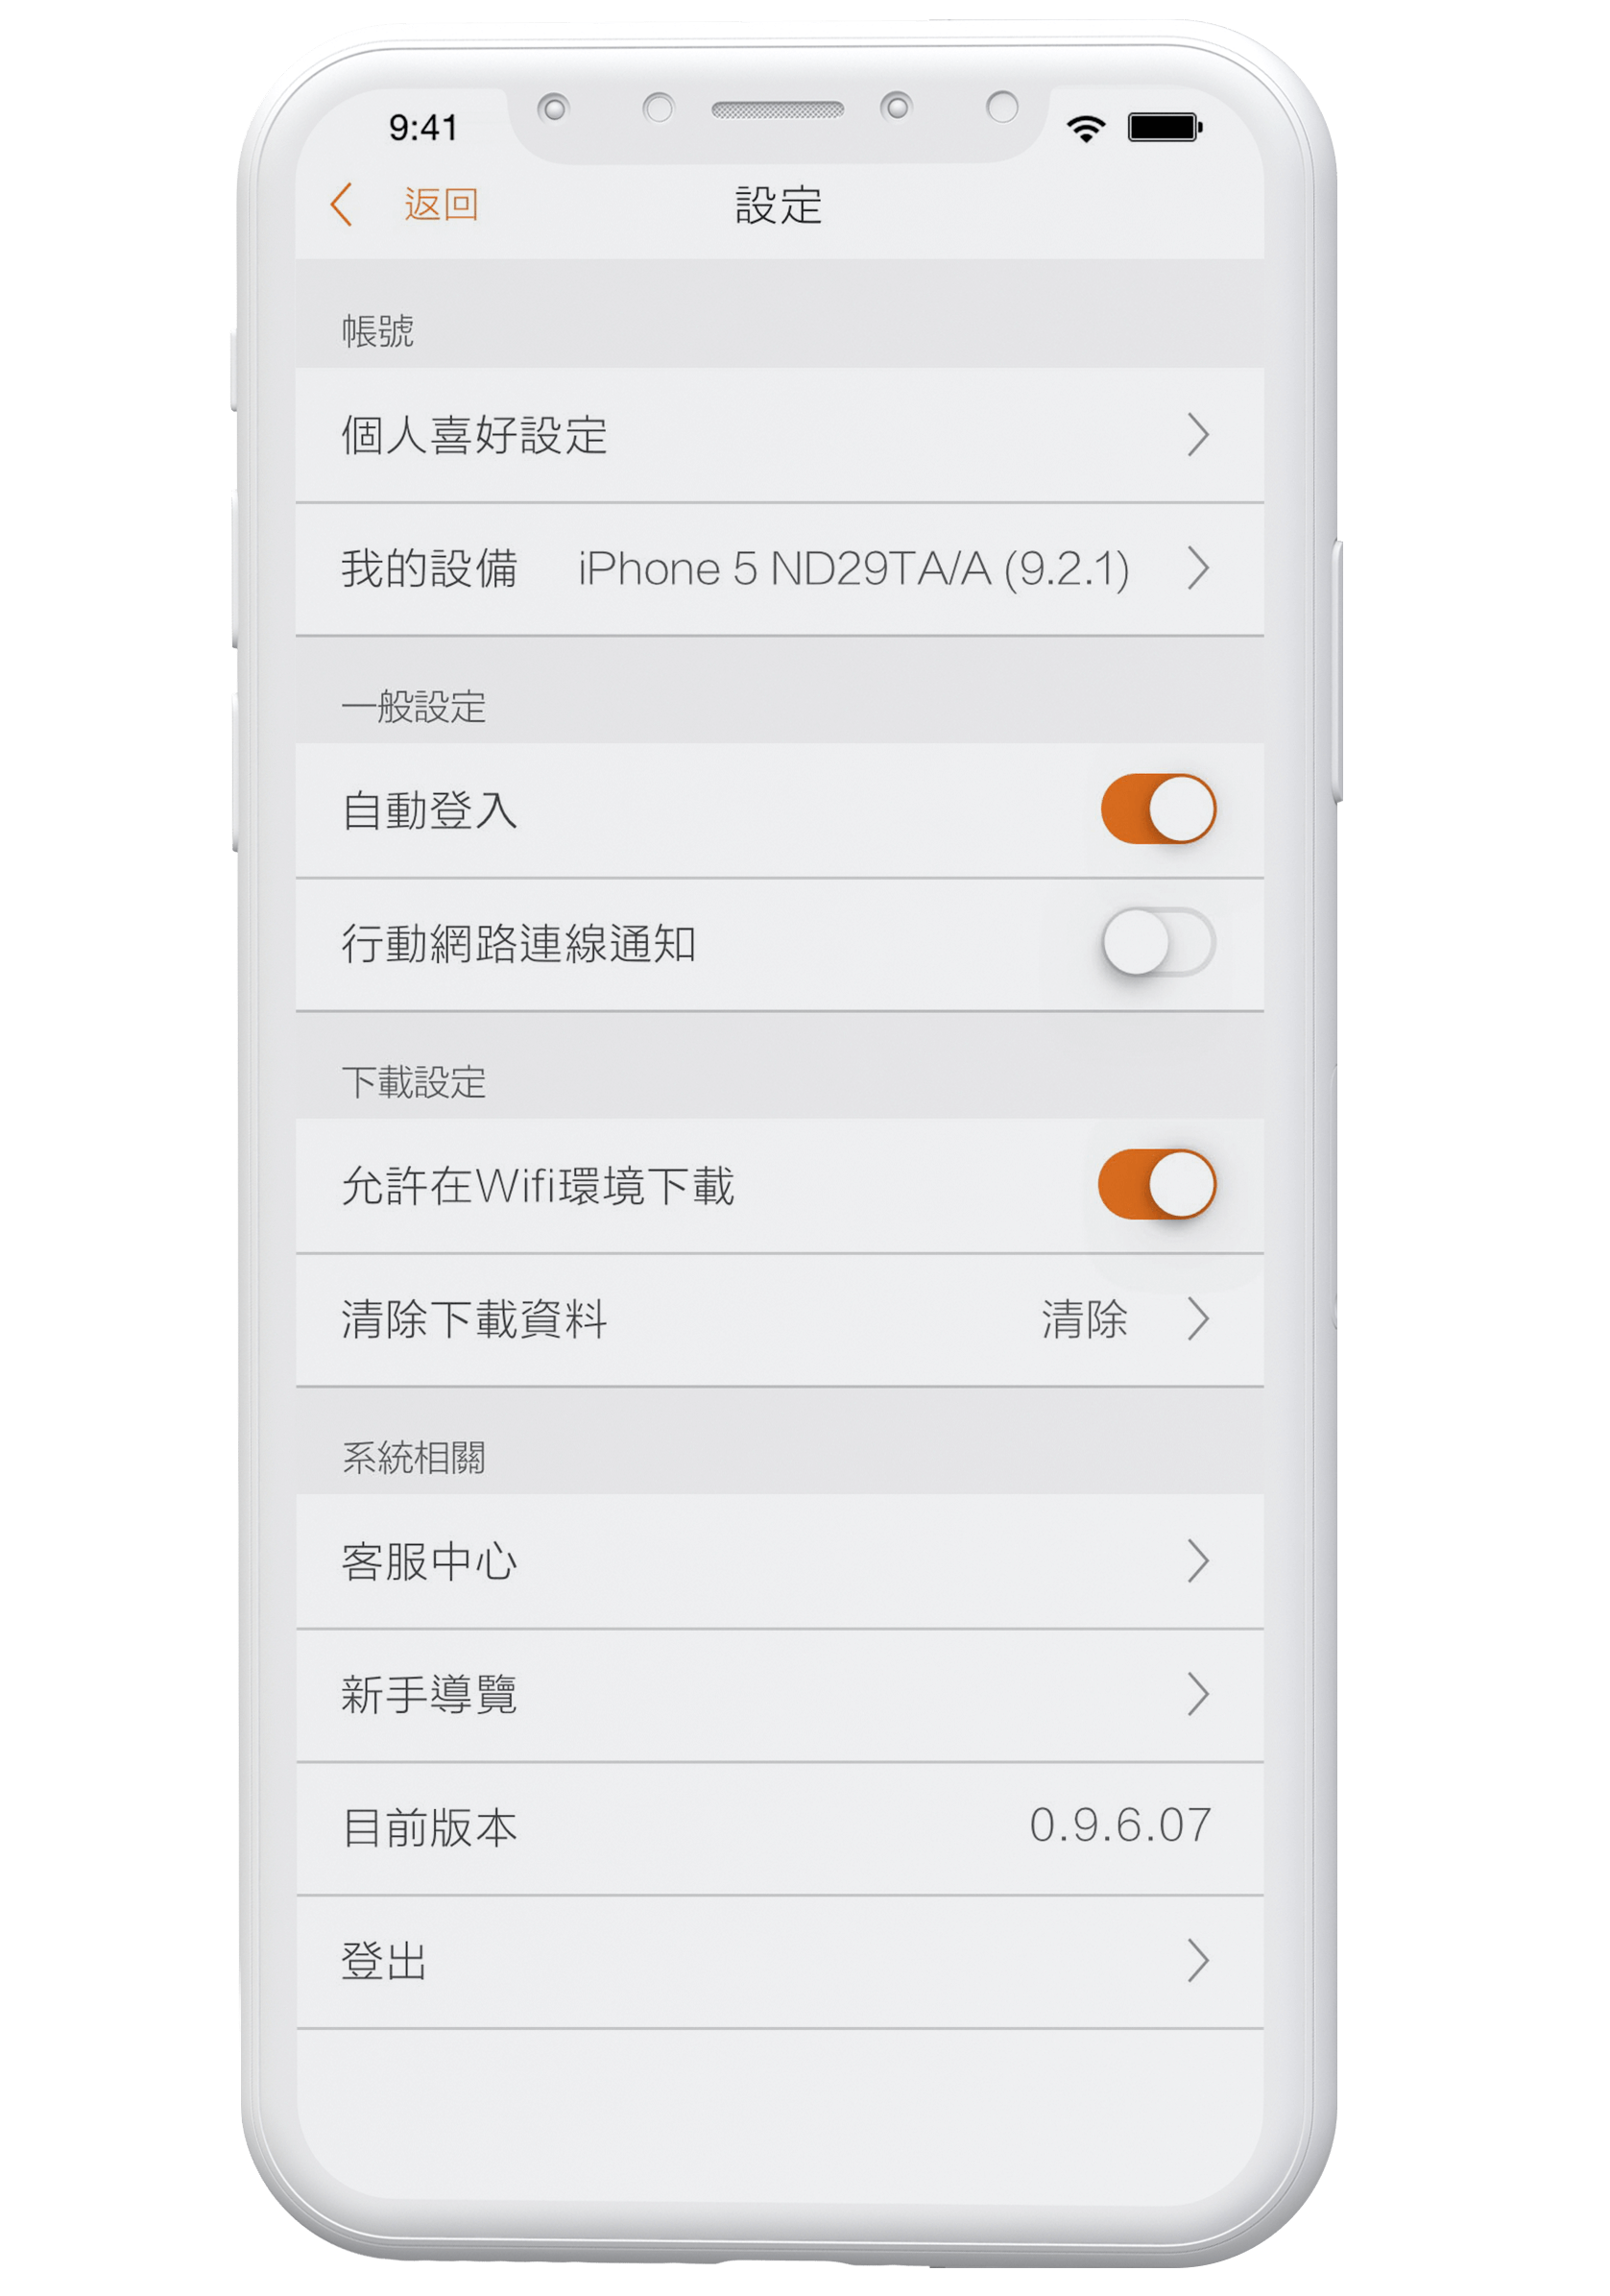 9:41
返回
設定
帳號
個人喜好設定
我的設備 iPhone 5 ND29TA/A (9.2.1)
一般設定
自動登入
行動網路連線通知
下載設定
允許在Wifi環境下載
清除下載資料 清除
系統相關
客服中心
新手導覽
目前版本 0.9.6.07
登出